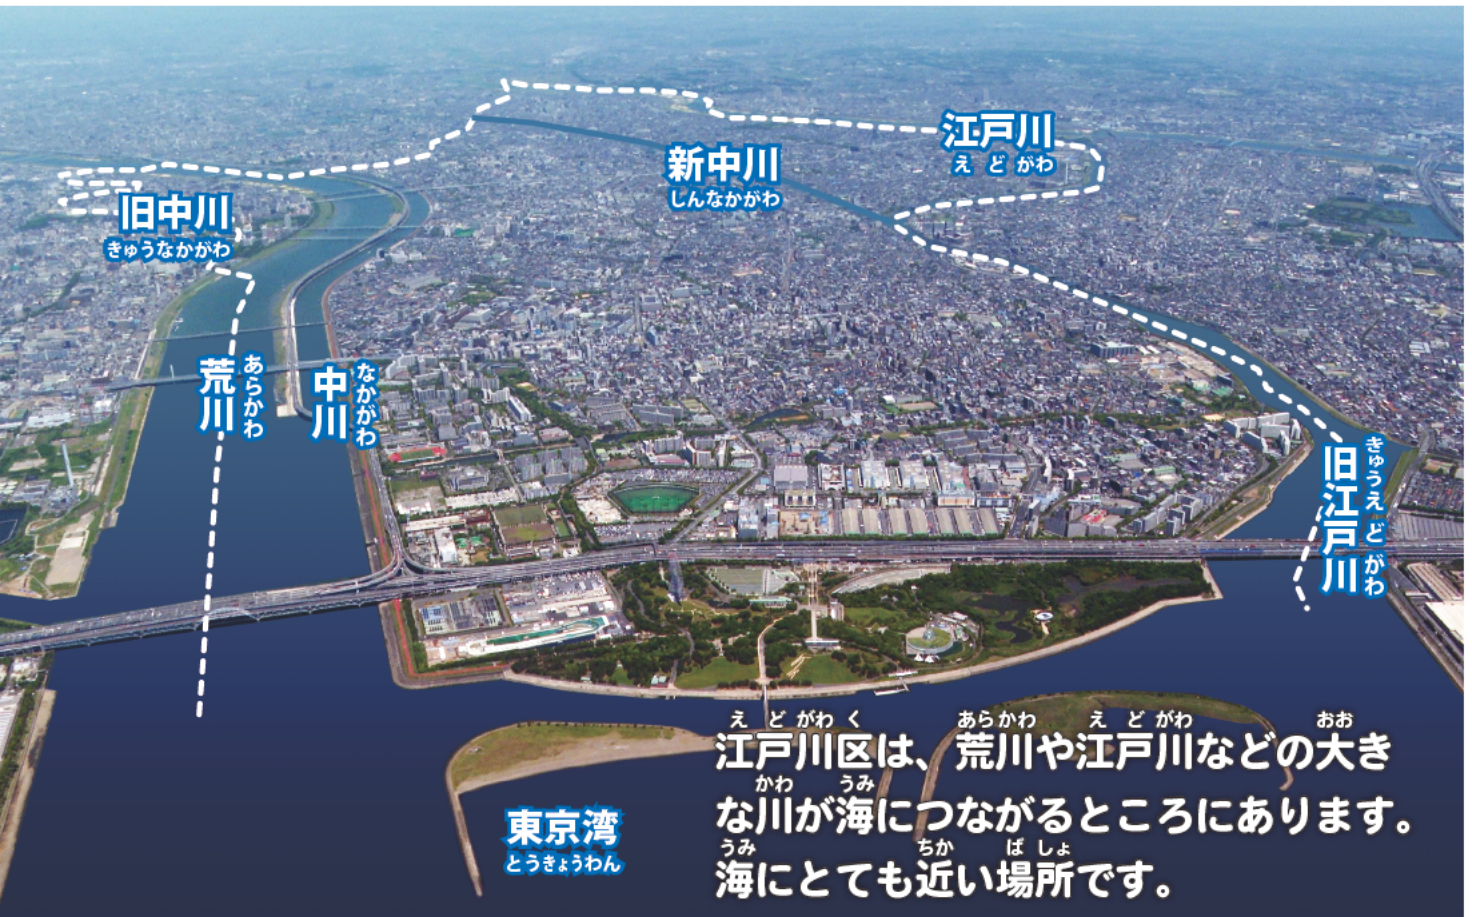 江戸川
えどがわ
新中川
しんなかがわ
旧中川
きゅうなかがわ
荒川
あらかわ
中川
なかがわ
旧江戸川
きゅうえどがわ
えどがわく あらかわ えどがわ おお
江戸川区は、荒川や江戸川などの大き
かわ うみ
な川が海につながるところにあります。
うみ ちか ばしょ
海にとても近い場所です。
東京湾
とうきょうわん